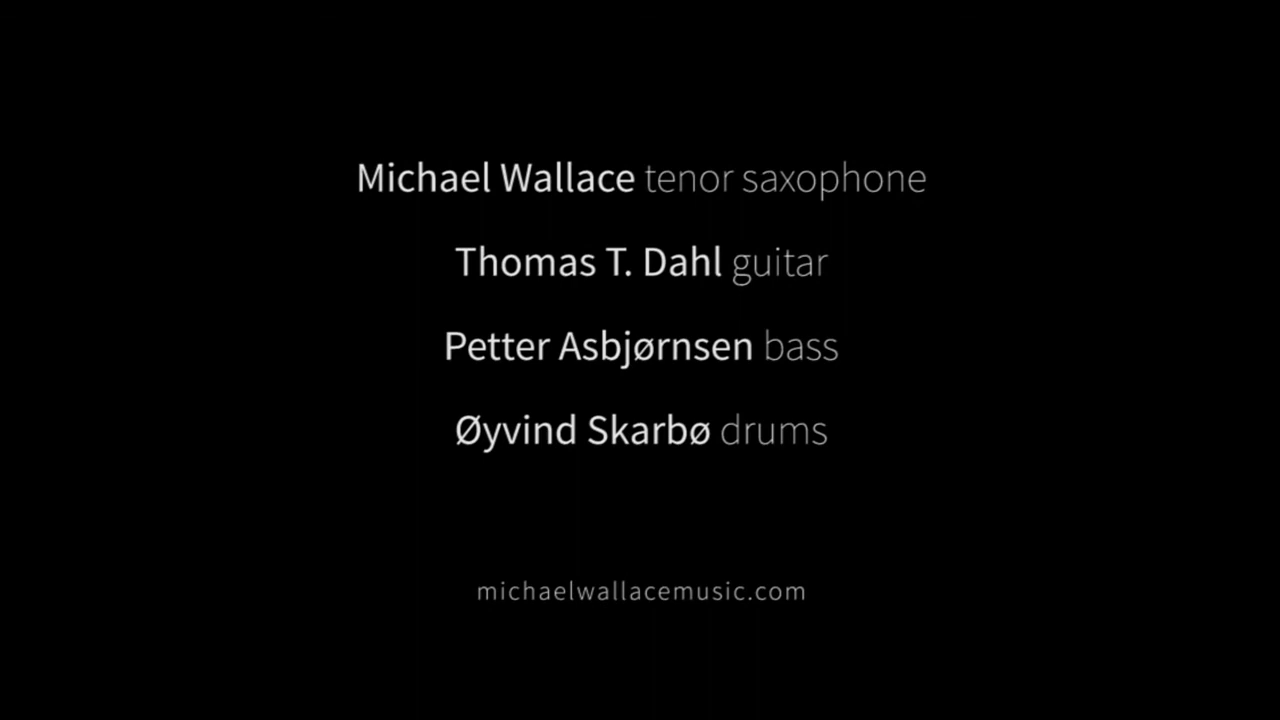 Michael Wallace tenor saxophone
Thomas T. Dahl guitar
Petter Asbjørnsen bass
Øyvind Skarbø drums
michaelwallacemusic.com